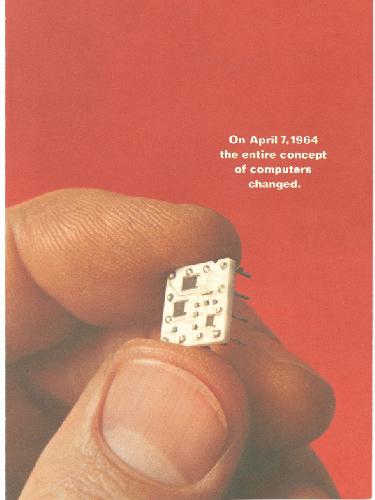 On April 7, 1964
the entire concept
of computers
changed.